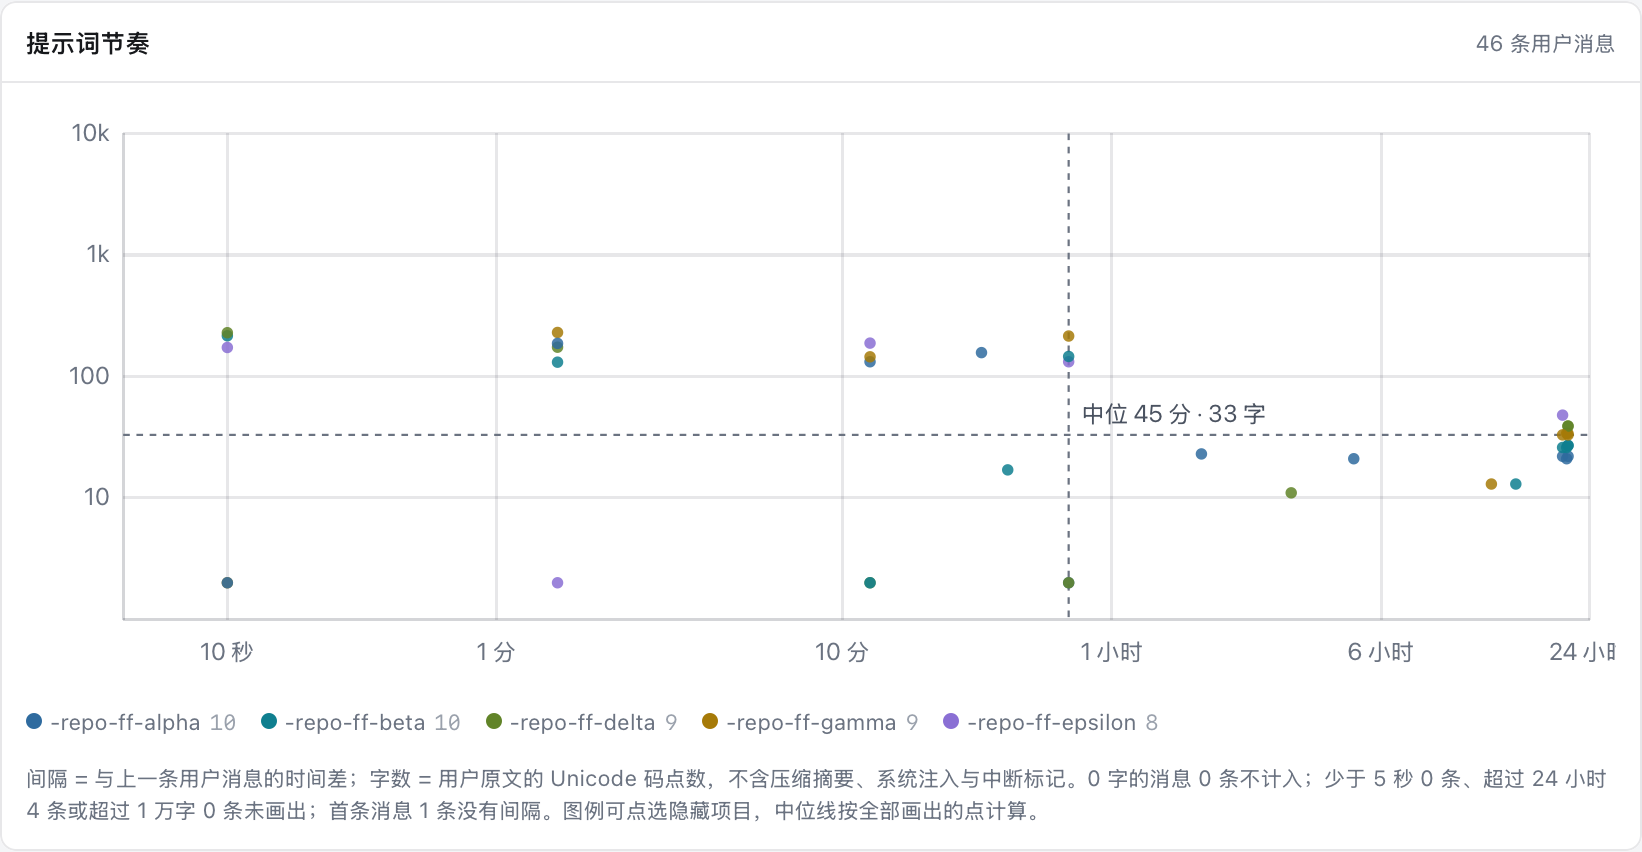 提示词节奏
46 条用户消息
10k
1k
100
10
中位 45 分 · 33 字
10 秒
1 分
10 分
1 小时
6 小时
24 小
-repo-ff-alpha 10
-repo-ff-beta 10
-repo-ff-delta 9
-repo-ff-gamma 9
-repo-ff-epsilon 8
间隔 = 与上一条用户消息的时间差；字数 = 用户原文的 Unicode 码点数，不含压缩摘要、系统注入与中断标记。0 字的消息 0 条不计入；少于 5 秒 0 条、超过 24 小时
4 条或超过 1 万字 0 条未画出；首条消息 1 条没有间隔。图例可点选隐藏项目，中位线按全部画出的点计算。